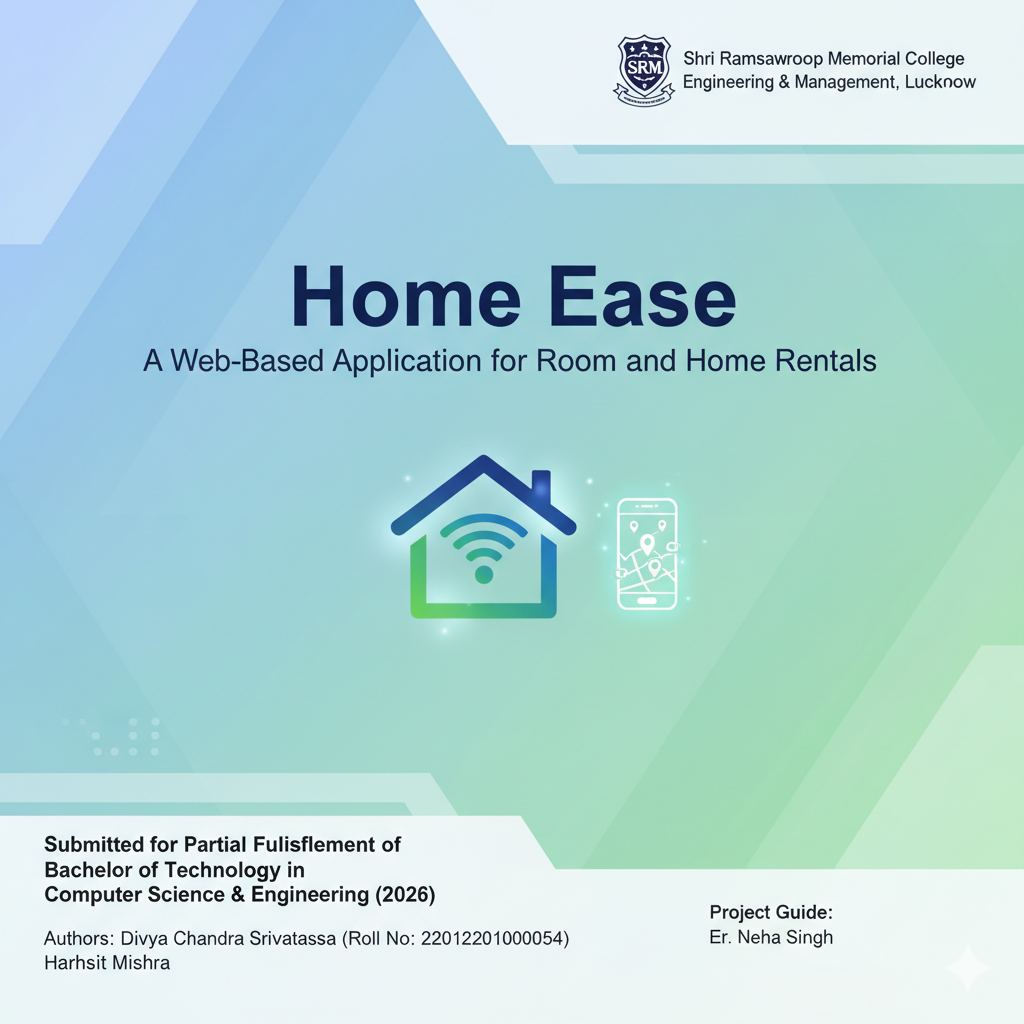 SRM
Shri Ramsawroop Memorial College
Engineering & Management, Lucknow
Home Ease
A Web-Based Application for Room and Home Rentals
Submitted for Partial Fulisflement of
Bachelor of Technology in
Computer Science & Engineering (2026)
Authors: Divya Chandra Srivatassa (Roll No: 22012201000054)
Harhsit Mishra
Project Guide:
Er. Neha Singh